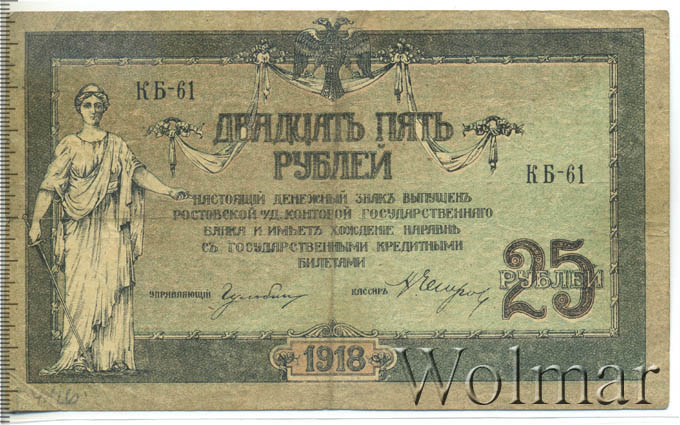 КБ-61
ДВАДЦАТЬ ПЯТЬ
РУБЛЕЙ
КБ-61
НАСТОЯЩІЙ ДЕНЕЖНЫЙ ЗНАКЪ ВЫПУЩЕНЪ
РОСТОВСКОЙ н/Д. КОНТОРОЙ ГОСУДАРСТВЕННАГО
БАНКА И ИМѢЕТЪ ХОЖДЕНІЕ НАРАВНѢ
СЪ ГОСУДАРСТВЕННЫМИ КРЕДИТНЫМИ
БИЛЕТАМИ
УПРАВЛЯЮЩІЙ
КАССИРЪ
25
РУБЛЕЙ
1918
Wolmar